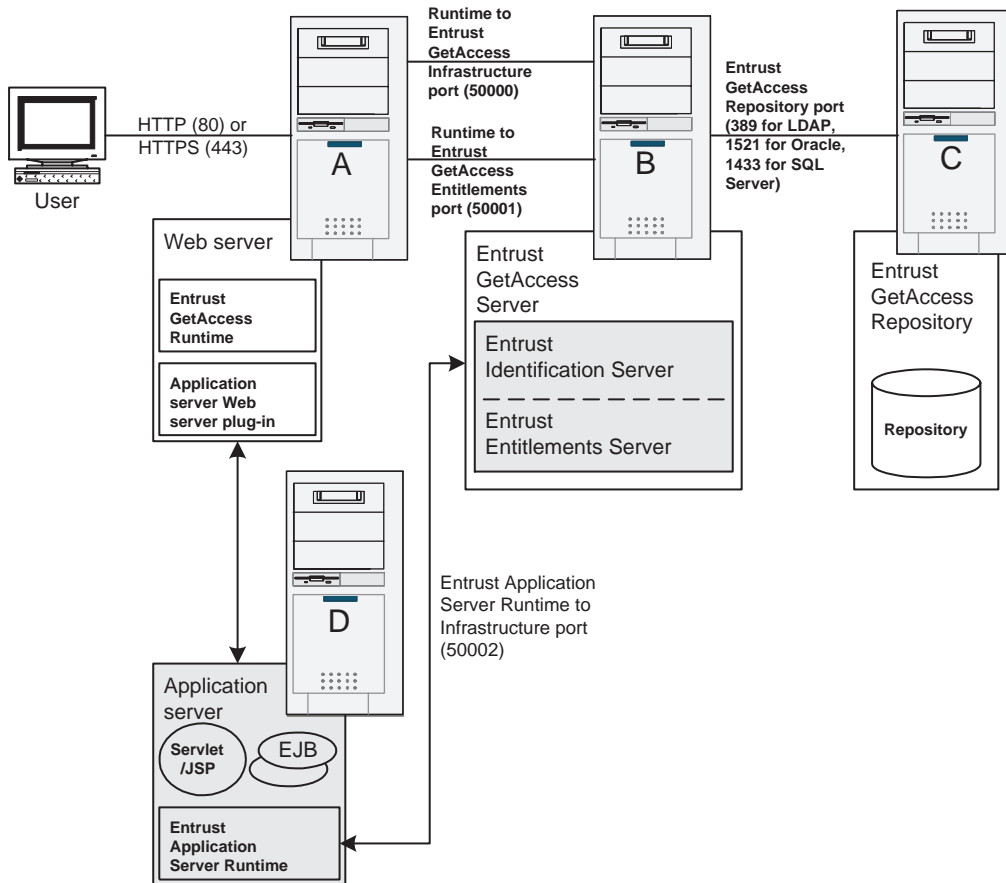 Runtime to
Entrust
GetAccess
Infrastructure
port (50000)
HTTP (80) or
HTTPS (443)
User
A
Runtime to
Entrust
GetAccess
Entitlements
port (50001)
B
Entrust
GetAccess
Repository port
(389 for LDAP,
1521 for Oracle,
1433 for SQL
Server)
C
Web server
Entrust
GetAccess
Runtime
Application
server Web
server plug-in
Entrust
GetAccess
Server
Entrust
Identification Server
Entrust
Entitlements Server
Entrust
GetAccess
Repository
Repository
D
Entrust Application
Server Runtime to
Infrastructure port
(50002)
Application
server
Servlet
/JSP
EJB
Entrust
Application
Server Runtime